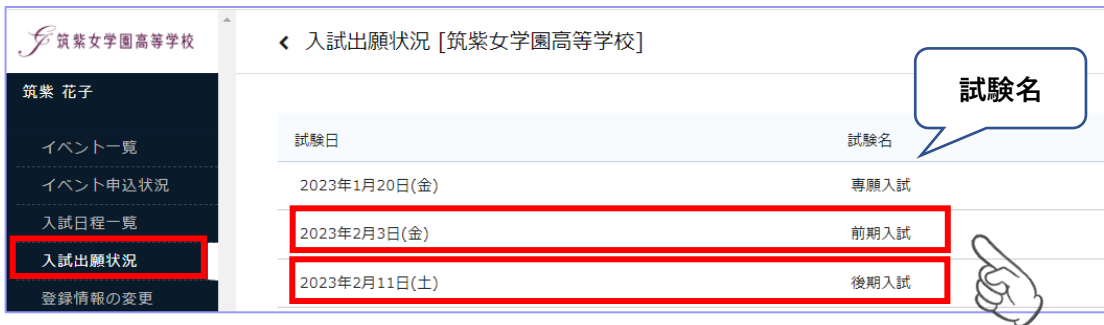 筑紫女学園高等学校
筑紫 花子
イベント一覧
イベント申込状況
入試日程一覧
入試出願状況
登録情報の変更
入試出願状況 [筑紫女学園高等学校]
試験名
試験日 試験名
2023年1月20日(金) 専願入試
2023年2月3日(金) 前期入試
2023年2月11日(土) 後期入試